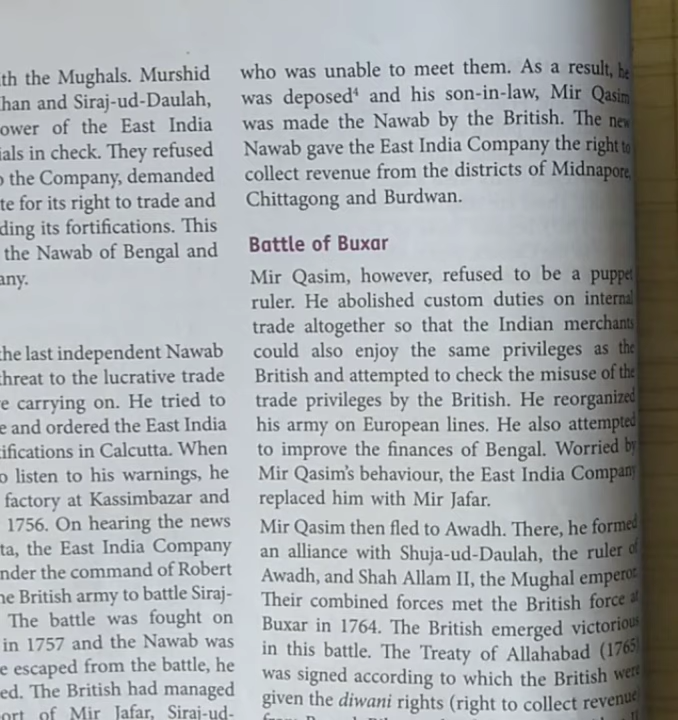 th the Mughals. Murshid
han and Siraj-ud-Daulah,
ower of the East India
ials in check. They refused
the Company, demanded
te for its right to trade and
ding its fortifications. This
the Nawab of Bengal and
any.
the last independent Nawab
threat to the lucrative trade
e carrying on. He tried to
e and ordered the East India
ifications in Calcutta. When
o listen to his warnings, he
factory at Kassimbazar and
1756. On hearing the news
ta, the East India Company
nder the command of Robert
he British army to battle Siraj-
The battle was fought on
in 1757 and the Nawab was
e escaped from the battle, he
ed. The British had managed
ort of Mir Jafar, Siraj-ud-
who was unable to meet them. As a result, he
was deposed⁴ and his son-in-law, Mir Qasim
was made the Nawab by the British. The new
Nawab gave the East India Company the right to
collect revenue from the districts of Midnapore,
Chittagong and Burdwan.
Battle of Buxar
Mir Qasim, however, refused to be a puppet
ruler. He abolished custom duties on internal
trade altogether so that the Indian merchants
could also enjoy the same privileges as the
British and attempted to check the misuse of the
trade privileges by the British. He reorganized
his army on European lines. He also attempted
to improve the finances of Bengal. Worried by
Mir Qasim's behaviour, the East India Company
replaced him with Mir Jafar.
Mir Qasim then fled to Awadh. There, he formed
an alliance with Shuja-ud-Daulah, the ruler of
Awadh, and Shah Allam II, the Mughal emperor.
Their combined forces met the British force at
Buxar in 1764. The British emerged victorious
in this battle. The Treaty of Allahabad (1765)
was signed according to which the British were
given the diwani rights (right to collect revenue